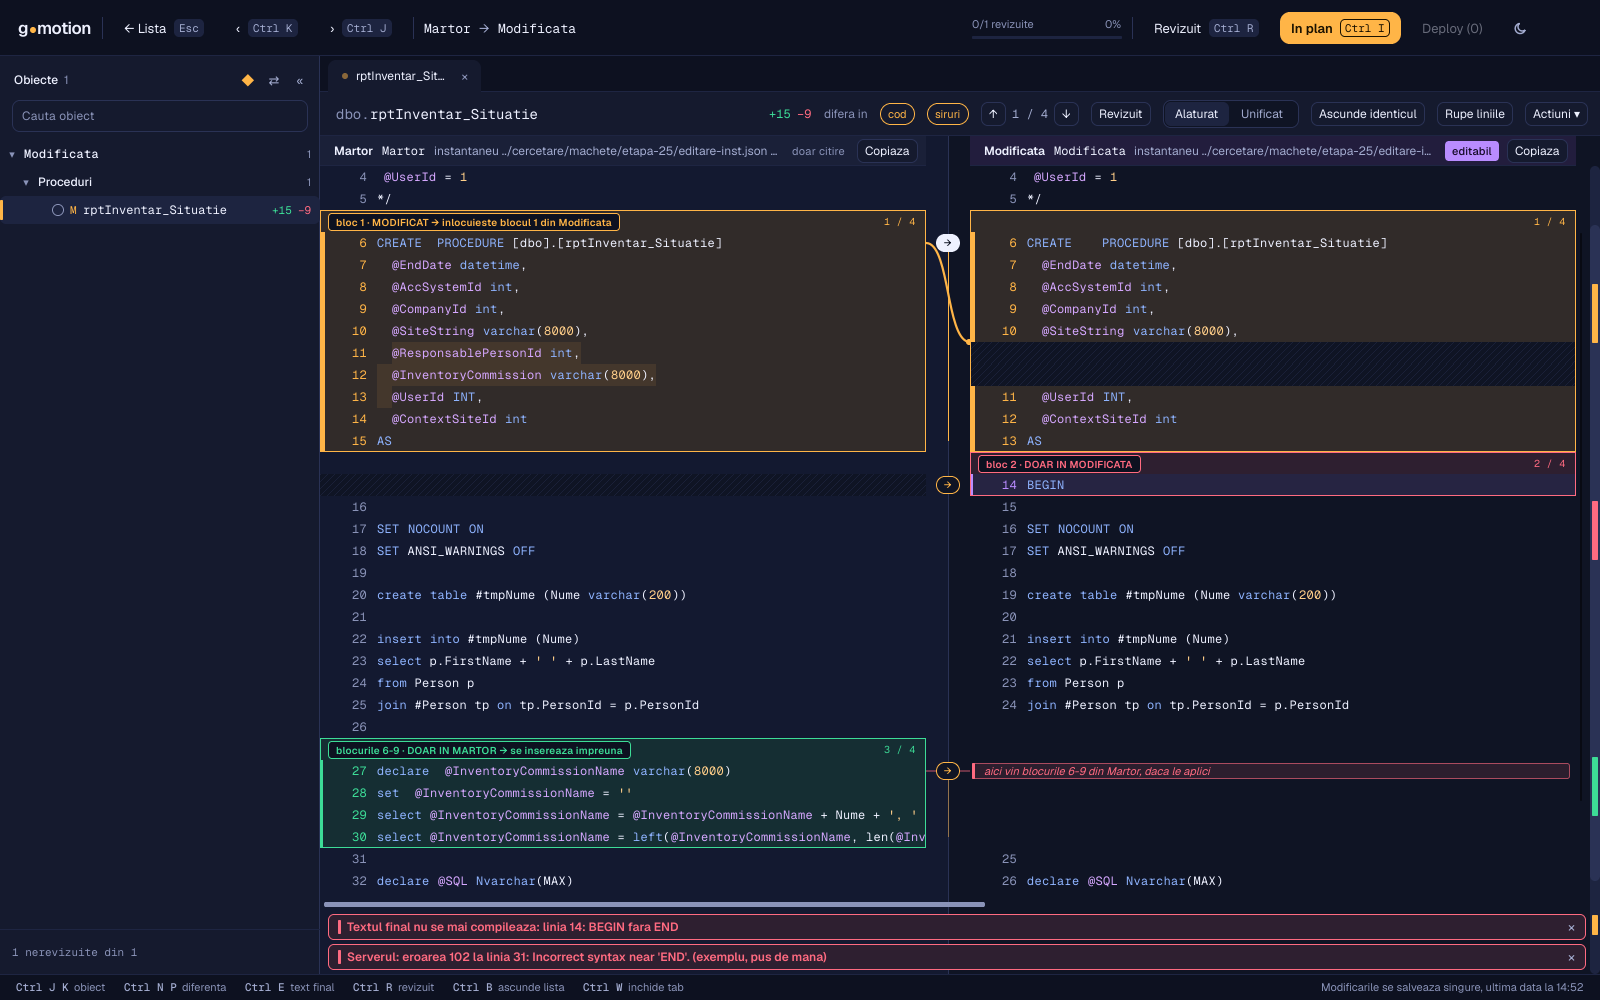 g•motion
← Lista Esc
‹ Ctrl K
› Ctrl J
Martor → Modificata
0/1 revizuite 0%
Revizuit Ctrl R
In plan Ctrl I
Deploy (0)
Obiecte 1
Cauta obiect
Modificata 1
Proceduri 1
M rptInventar_Situatie +15 −9
1 nerevizuite din 1
rptInventar_Sit… ×
dbo.rptInventar_Situatie
+15 −9 difera in cod siruri ↑ 1 / 4 ↓ Revizuit Alaturat Unificat Ascunde identicul Rupe liniile Actiuni ▾
Martor Martor instantaneu ../cercetare/machete/etapa-25/editare-inst.json … doar citire Copiaza
4 @UserId = 1
5 */
bloc 1 · MODIFICAT → inlocuieste blocul 1 din Modificata 1 / 4
6 CREATE  PROCEDURE [dbo].[rptInventar_Situatie]
7 @EndDate datetime,
8 @AccSystemId int,
9 @CompanyId int,
10 @SiteString varchar(8000),
11 @ResponsablePersonId int,
12 @InventoryCommission varchar(8000),
13 @UserId INT,
14 @ContextSiteId int
15 AS
16
17 SET NOCOUNT ON
18 SET ANSI_WARNINGS OFF
19
20 create table #tmpNume (Nume varchar(200))
21
22 insert into #tmpNume (Nume)
23 select p.FirstName + ' ' + p.LastName
24 from Person p
25 join #Person tp on tp.PersonId = p.PersonId
26
blocurile 6-9 · DOAR IN MARTOR → se insereaza impreuna 3 / 4
27 declare  @InventoryCommissionName varchar(8000)
28 set  @InventoryCommissionName = ''
29 select @InventoryCommissionName = @InventoryCommissionName + Nume + ', '
30 select @InventoryCommissionName = left(@InventoryCommissionName, len(@Inv
31
32 declare @SQL Nvarchar(MAX)
Modificata Modificata instantaneu ../cercetare/machete/etapa-25/editare-i… editabil Copiaza
4 @UserId = 1
5 */
1 / 4
6 CREATE    PROCEDURE [dbo].[rptInventar_Situatie]
7 @EndDate datetime,
8 @AccSystemId int,
9 @CompanyId int,
10 @SiteString varchar(8000),
11 @UserId INT,
12 @ContextSiteId int
13 AS
bloc 2 · DOAR IN MODIFICATA 2 / 4
14 BEGIN
15
16 SET NOCOUNT ON
17 SET ANSI_WARNINGS OFF
18
19 create table #tmpNume (Nume varchar(200))
20
21 insert into #tmpNume (Nume)
22 select p.FirstName + ' ' + p.LastName
23 from Person p
24 join #Person tp on tp.PersonId = p.PersonId
aici vin blocurile 6-9 din Martor, daca le aplici
25
26 declare @SQL Nvarchar(MAX)
Textul final nu se mai compileaza: linia 14: BEGIN fara END ×
Serverul: eroarea 102 la linia 31: Incorrect syntax near 'END'. (exemplu, pus de mana) ×
Ctrl J K obiect Ctrl N P diferenta Ctrl E text final Ctrl R revizuit Ctrl B ascunde lista Ctrl W inchide tab
Modificarile se salveaza singure, ultima data la 14:52